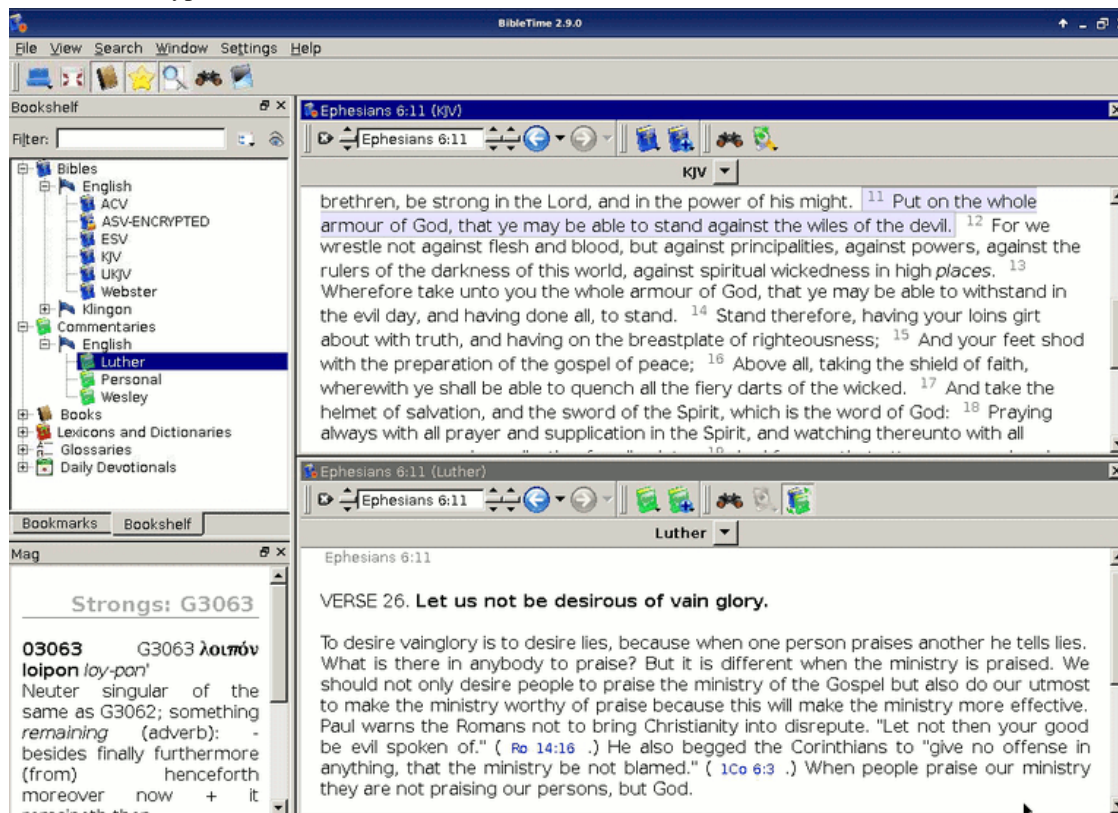 BibleTime 2.9.0
File View Search Window Settings Help
Bookshelf
Filter:
Bibles
English
ACV
ASV-ENCRYPTED
ESV
KJV
UKJV
Webster
Klingon
Commentaries
English
Luther
Personal
Wesley
Books
Lexicons and Dictionaries
Glossaries
Daily Devotionals
Bookmarks Bookshelf
Mag
Strongs: G3063
03063 G3063 λοιπόν
loipon loy-pon'
Neuter singular of the
same as G3062; something
remaining (adverb): -
besides finally furthermore
(from) henceforth
moreover now + it
Ephesians 6:11 (KJV)
Ephesians 6:11
KJV
brethren, be strong in the Lord, and in the power of his might. 11 Put on the whole
armour of God, that ye may be able to stand against the wiles of the devil. 12 For we
wrestle not against flesh and blood, but against principalities, against powers, against the
rulers of the darkness of this world, against spiritual wickedness in high places. 13
Wherefore take unto you the whole armour of God, that ye may be able to withstand in
the evil day, and having done all, to stand. 14 Stand therefore, having your loins girt
about with truth, and having on the breastplate of righteousness; 15 And your feet shod
with the preparation of the gospel of peace; 16 Above all, taking the shield of faith,
wherewith ye shall be able to quench all the fiery darts of the wicked. 17 And take the
helmet of salvation, and the sword of the Spirit, which is the word of God: 18 Praying
always with all prayer and supplication in the Spirit, and watching thereunto with all
Ephesians 6:11 (Luther)
Ephesians 6:11
Luther
Ephesians 6:11
VERSE 26. Let us not be desirous of vain glory.
To desire vainglory is to desire lies, because when one person praises another he tells lies.
What is there in anybody to praise? But it is different when the ministry is praised. We
should not only desire people to praise the ministry of the Gospel but also do our utmost
to make the ministry worthy of praise because this will make the ministry more effective.
Paul warns the Romans not to bring Christianity into disrepute. "Let not then your good
be evil spoken of." ( Ro 14:16 .) He also begged the Corinthians to "give no offense in
anything, that the ministry be not blamed." ( 1Co 6:3 .) When people praise our ministry
they are not praising our persons, but God.